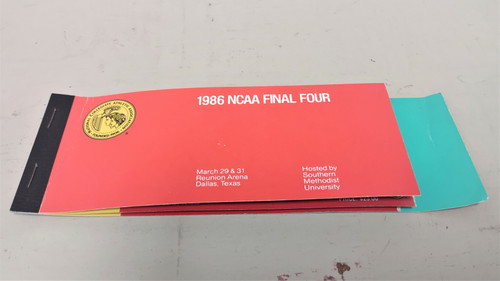 1986 NCAA FINAL FOUR
March 29 & 31
Reunion Arena
Dallas, Texas
Hosted by
Southern
Methodist
University